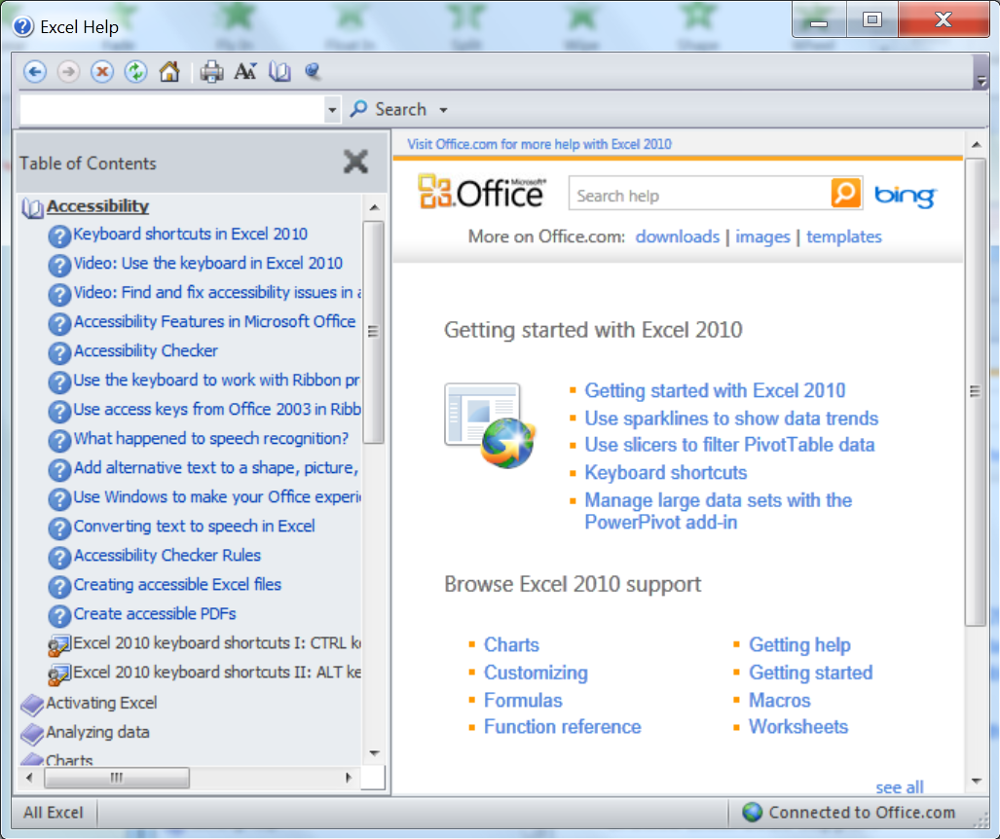 Excel Help
Search
Table of Contents
Accessibility
Keyboard shortcuts in Excel 2010
Video: Use the keyboard in Excel 2010
Video: Find and fix accessibility issues in a
Accessibility Features in Microsoft Office
Accessibility Checker
Use the keyboard to work with Ribbon pr
Use access keys from Office 2003 in Ribb
What happened to speech recognition?
Add alternative text to a shape, picture,
Use Windows to make your Office experi
Converting text to speech in Excel
Accessibility Checker Rules
Creating accessible Excel files
Create accessible PDFs
Excel 2010 keyboard shortcuts I: CTRL k
Excel 2010 keyboard shortcuts II: ALT ke
Activating Excel
Analyzing data
Charts
Visit Office.com for more help with Excel 2010
Microsoft®
Office
Search help
bing
More on Office.com: downloads | images | templates
Getting started with Excel 2010
Getting started with Excel 2010
Use sparklines to show data trends
Use slicers to filter PivotTable data
Keyboard shortcuts
Manage large data sets with the
PowerPivot add-in
Browse Excel 2010 support
Charts
Customizing
Formulas
Function reference
Getting help
Getting started
Macros
Worksheets
see all
All Excel
Connected to Office.com